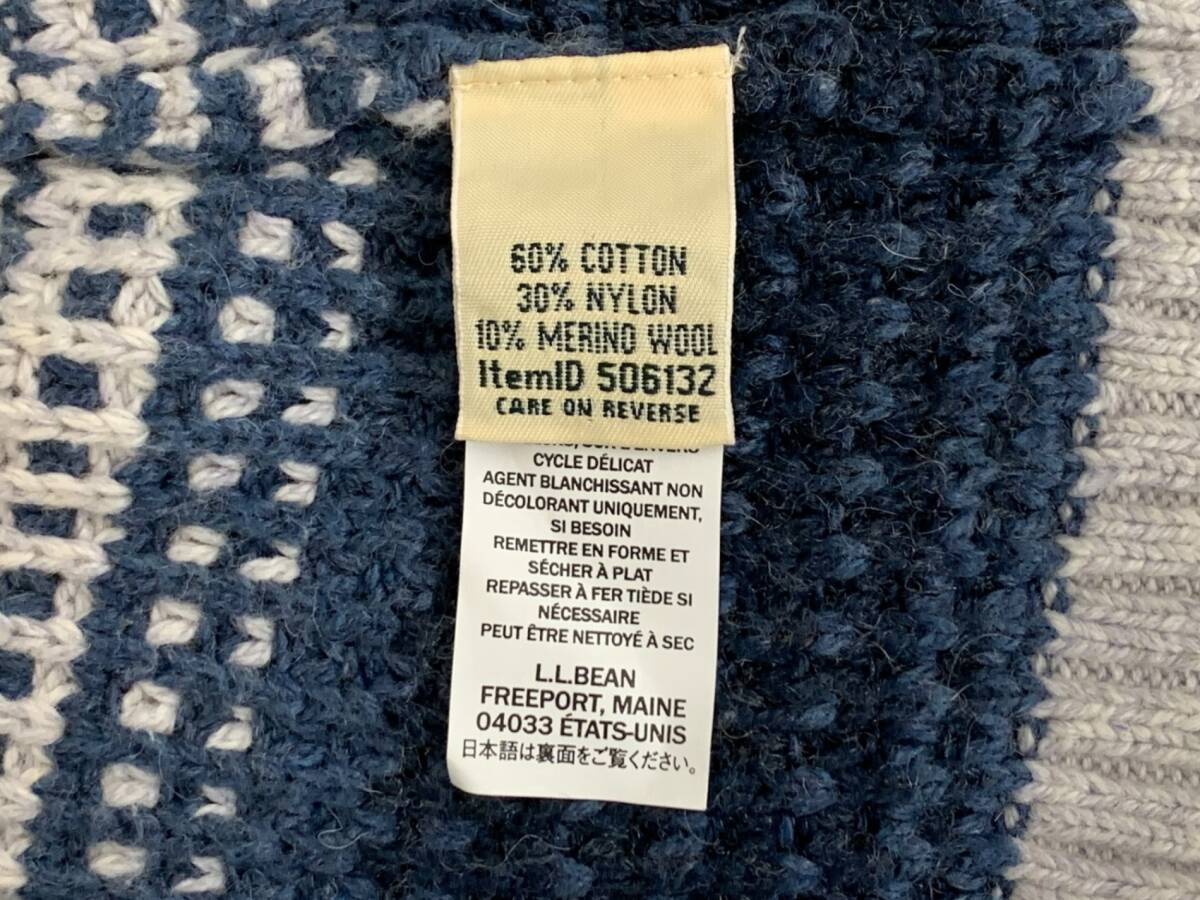 60% COTTON
30% NYLON
10% MERINO WOOL
ItemID 506132
CARE ON REVERSE
CYCLE DÉLICAT
AGENT BLANCHISSANT NON
DÉCOLORANT UNIQUEMENT,
SI BESOIN
REMETTRE EN FORME ET
SÉCHER À PLAT
REPASSER À FER TIÈDE SI
NÉCESSAIRE
PEUT ÊTRE NETTOYÉ À SEC
L.L.BEAN
FREEPORT, MAINE
04033 ÉTATS-UNIS
日本語は裏面をご覧ください。